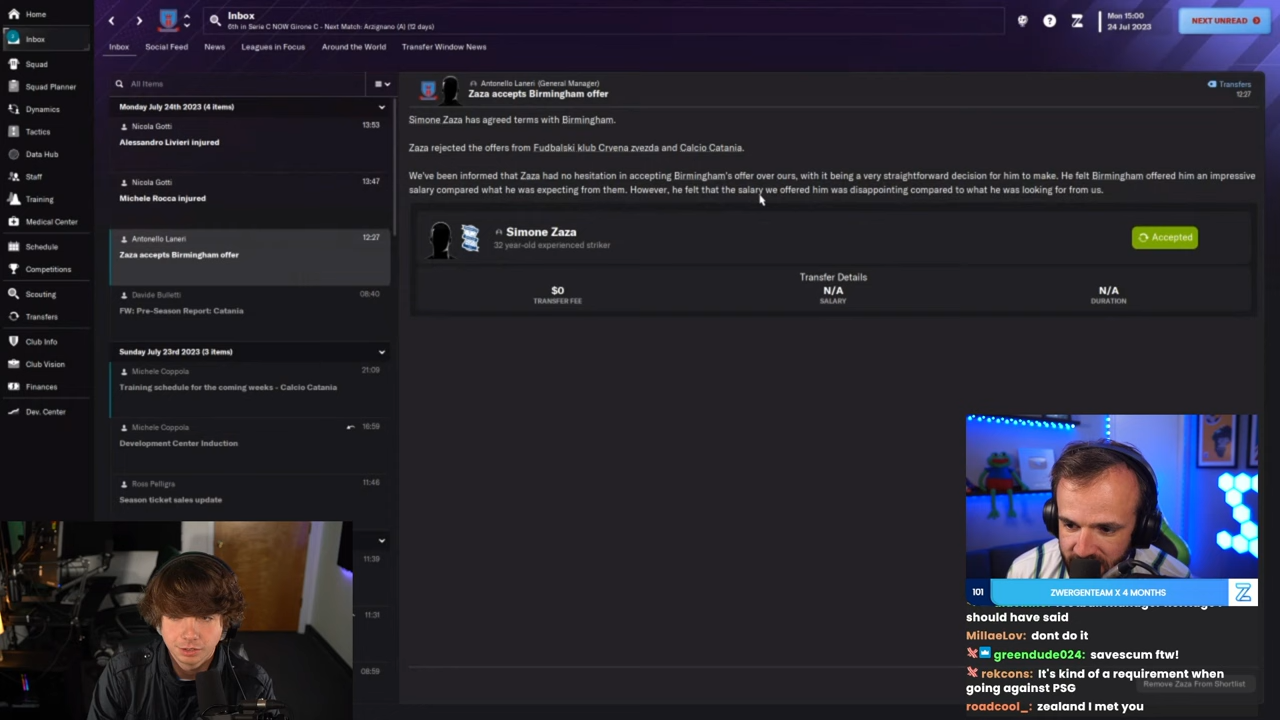 Home
Inbox
Squad
Squad Planner
Dynamics
Tactics
Data Hub
Staff
Training
Medical Center
Schedule
Competitions
Scouting
Transfers
Club Info
Club Vision
Finances
Dev. Center
Inbox
6th in Serie C NOW Girone C - Next Match: Arzignano (A) (12 days)
Mon 15:00
24 Jul 2023
NEXT UNREAD
Inbox Social Feed News Leagues in Focus Around the World Transfer Window News
All Items
Monday July 24th 2023 (4 items)
Nicola Gotti 13:53
Alessandro Livieri injured
Nicola Gotti 13:47
Michele Rocca injured
Antonello Laneri 12:27
Zaza accepts Birmingham offer
Davide Bulletti 08:40
FW: Pre-Season Report: Catania
Sunday July 23rd 2023 (3 items)
Michele Coppola 21:09
Training schedule for the coming weeks - Calcio Catania
Michele Coppola 16:59
Development Center Induction
Ross Pelligra 11:46
Season ticket sales update
11:39
11:31
08:59
Antonello Laneri (General Manager)
Zaza accepts Birmingham offer
Transfers
12:27
Simone Zaza has agreed terms with Birmingham.
Zaza rejected the offers from Fudbalski klub Crvena zvezda and Calcio Catania.
We've been informed that Zaza had no hesitation in accepting Birmingham's offer over ours, with it being a very straightforward decision for him to make. He felt Birmingham offered him an impressive
salary compared what he was expecting from them. However, he felt that the salary we offered him was disappointing compared to what he was looking for from us.
Simone Zaza
32 year-old experienced striker
Accepted
Transfer Details
$0 N/A N/A
TRANSFER FEE SALARY DURATION
101 ZWERGENTEAM X 4 MONTHS
should have said
MillaeLov: dont do it
greendude024: savescum ftw!
rekcons: It's kind of a requirement when
going against PSG
roadcool_: zealand I met you
Remove Zaza From Shortlist